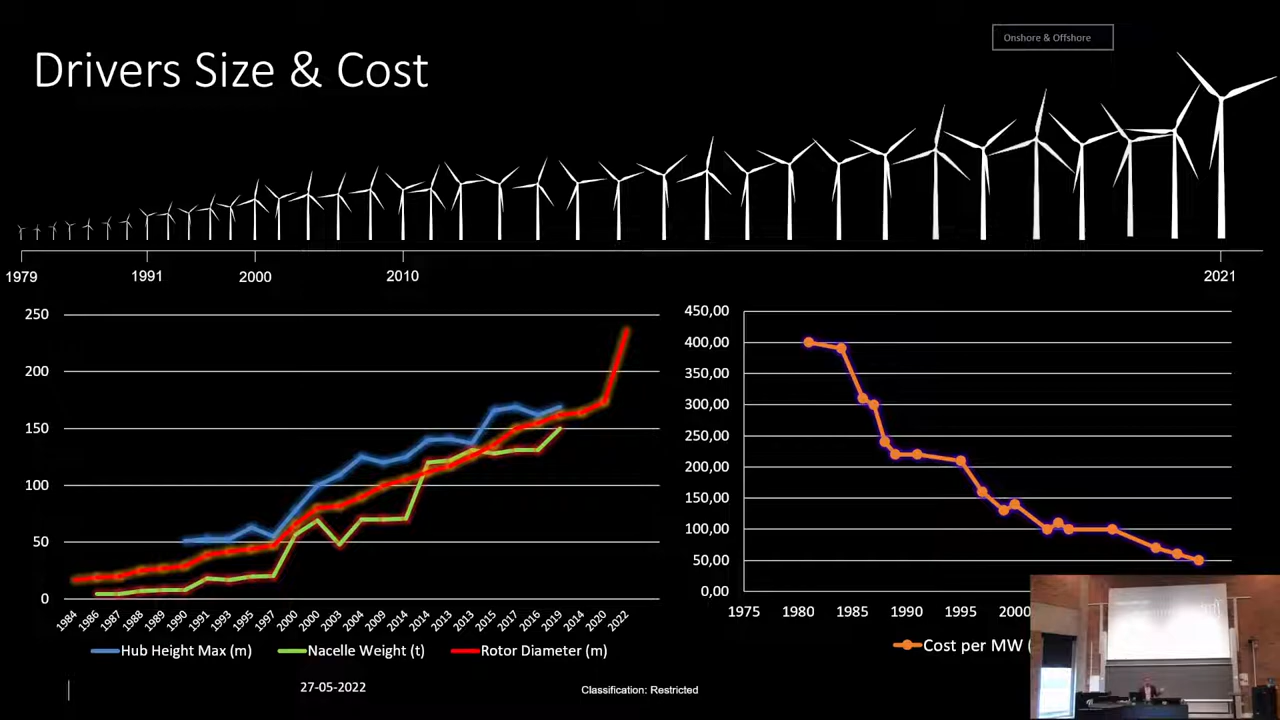 Onshore & Offshore
Drivers Size & Cost
1979 1991 2000 2010 2021
250
200
150
100
50
0
1984 1986 1987 1988 1989 1990 1991 1993 1995 1997 2000 2000 2003 2004 2009 2014 2014 2013 2013 2015 2017 2016 2019 2014 2020 2022
Hub Height Max (m) Nacelle Weight (t) Rotor Diameter (m)
450,00
400,00
350,00
300,00
250,00
200,00
150,00
100,00
50,00
0,00
1975 1980 1985 1990 1995 200
Cost per MW (
27-05-2022
Classification: Restricted